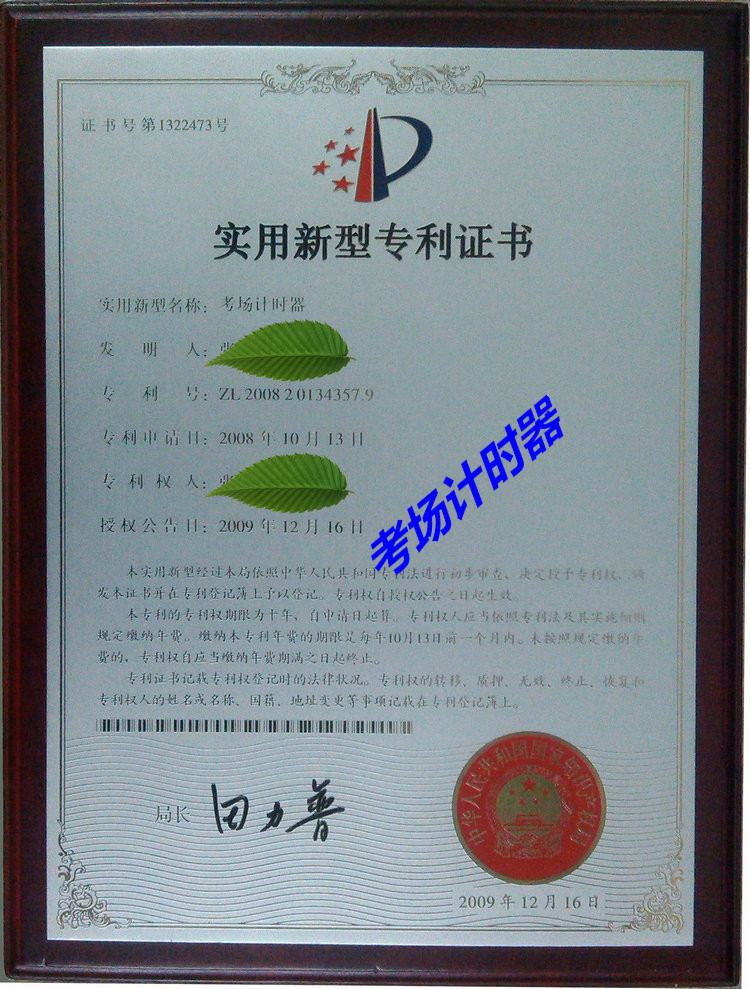 证书号第1322473号
实用新型专利证书
实用新型名称：考场计时器
发明人：张
专利号：ZL 2008 2 0134357.9
专利申请日：2008年10月13日
专利权人：张
授权公告日：2009年12月16日
考场计时器
本实用新型经过本局依照中华人民共和国专利法进行初步审查，决定授予专利权，颁
发本证书并在专利登记簿上予以登记。专利权自授权公告之日起生效。
本专利的专利权期限为十年，自申请日起算。专利权人应当依照专利法及其实施细则
规定缴纳年费。缴纳本专利年费的期限是每年10月13日前一个月内。未按照规定缴纳年
费的，专利权自应当缴纳年费期满之日起终止。
专利证书记载专利权登记时的法律状况。专利权的转移、质押、无效、终止、恢复和
专利权人的姓名或名称、国籍、地址变更等事项记载在专利登记簿上。
局长 田力普
中华人民共和国国家知识产权局
2009年12月16日